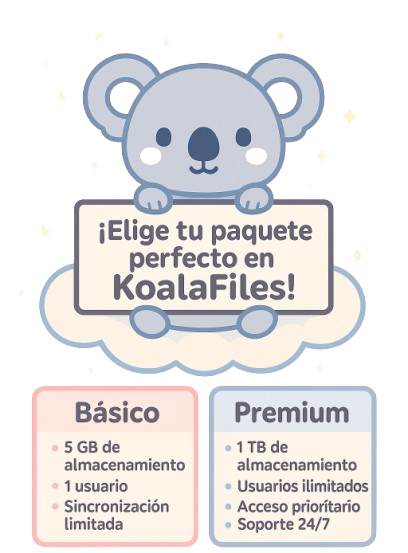 ¡Elige tu paquete
perfecto en
KoalaFiles!
Básico
• 5 GB de
almacenamiento
• 1 usuario
• Sincronización
limitada
Premium
• 1 TB de
almacenamiento
• Usuarios ilimitados
• Acceso priorítario
• Soporte 24/7